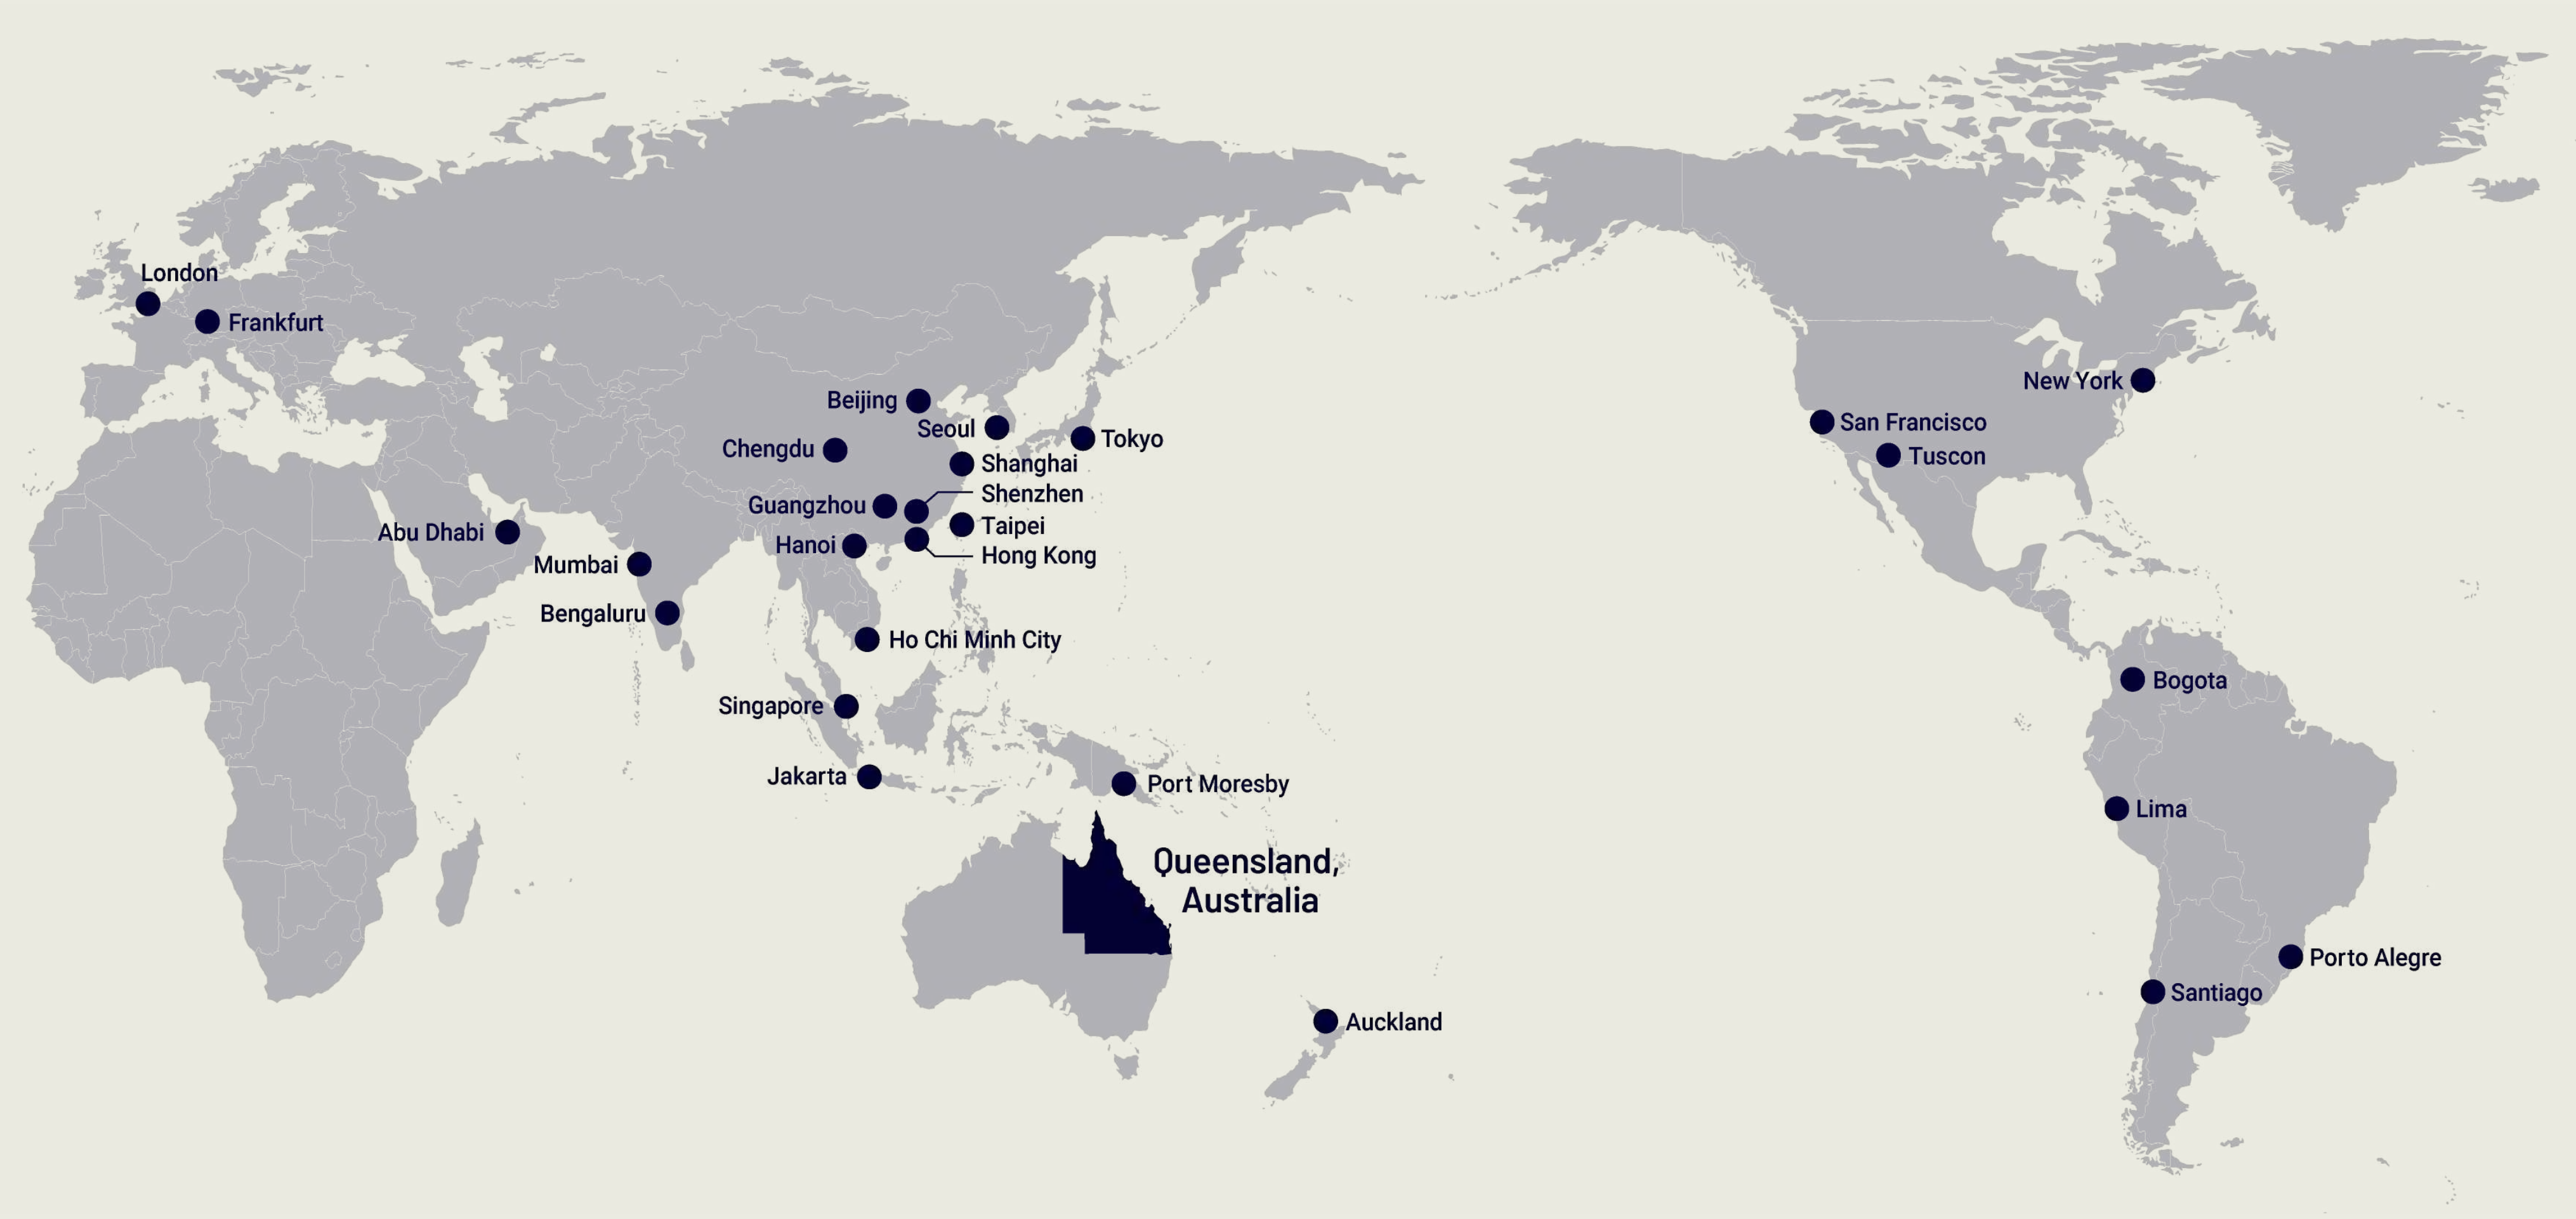 London
Frankfurt
Beijing
Seoul
Tokyo
Chengdu
Shanghai
Shenzhen
Guangzhou
Taipei
Hanoi
Hong Kong
Abu Dhabi
Mumbai
Bengaluru
Ho Chi Minh City
Singapore
Jakarta
Port Moresby
Queensland,
Australia
Auckland
New York
San Francisco
Tuscon
Bogota
Lima
Porto Alegre
Santiago